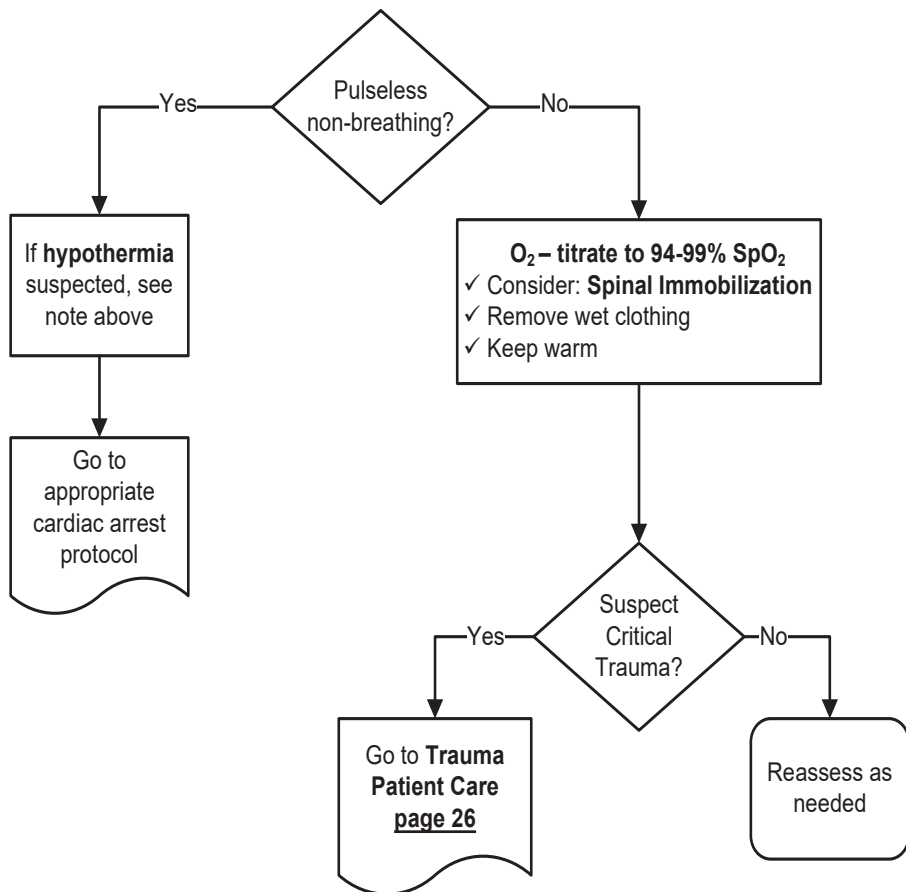 Pulseless
non-breathing?
Yes
No
If hypothermia
suspected, see
note above
O₂ – titrate to 94-99% SpO₂
✓ Consider: Spinal Immobilization
✓ Remove wet clothing
✓ Keep warm
Go to
appropriate
cardiac arrest
protocol
Suspect
Critical
Trauma?
Yes
No
Go to Trauma
Patient Care
page 26
Reassess as
needed